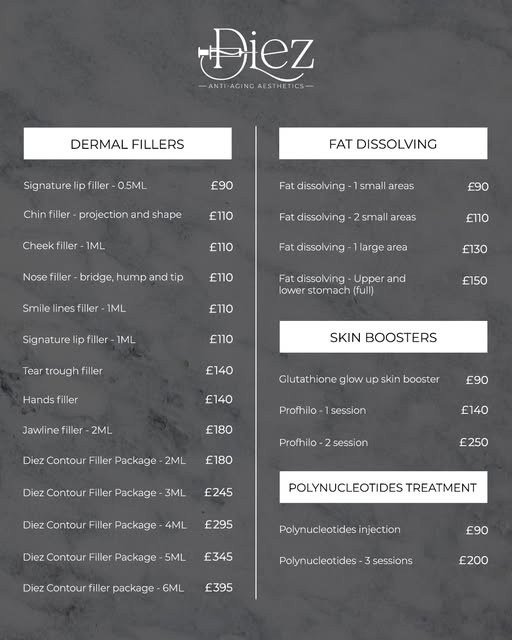 Diez
ANTI-AGING AESTHETICS
DERMAL FILLERS
Signature lip filler - 0.5ML £90
Chin filler - projection and shape £110
Cheek filler - 1ML £110
Nose filler - bridge, hump and tip £110
Smile lines filler - 1ML £110
Signature lip filler - 1ML £110
Tear trough filler £140
Hands filler £140
Jawline filler - 2ML £180
Diez Contour Filler Package - 2ML £180
Diez Contour Filler Package - 3ML £245
Diez Contour Filler Package - 4ML £295
Diez Contour Filler Package - 5ML £345
Diez Contour filler package - 6ML £395
FAT DISSOLVING
Fat dissolving - 1 small areas £90
Fat dissolving - 2 small areas £110
Fat dissolving - 1 large area £130
Fat dissolving - Upper and £150
lower stomach (full)
SKIN BOOSTERS
Glutathione glow up skin booster £90
Profhilo - 1 session £140
Profhilo - 2 session £250
POLYNUCLEOTIDES TREATMENT
Polynucleotides injection £90
Polynucleotides - 3 sessions £200